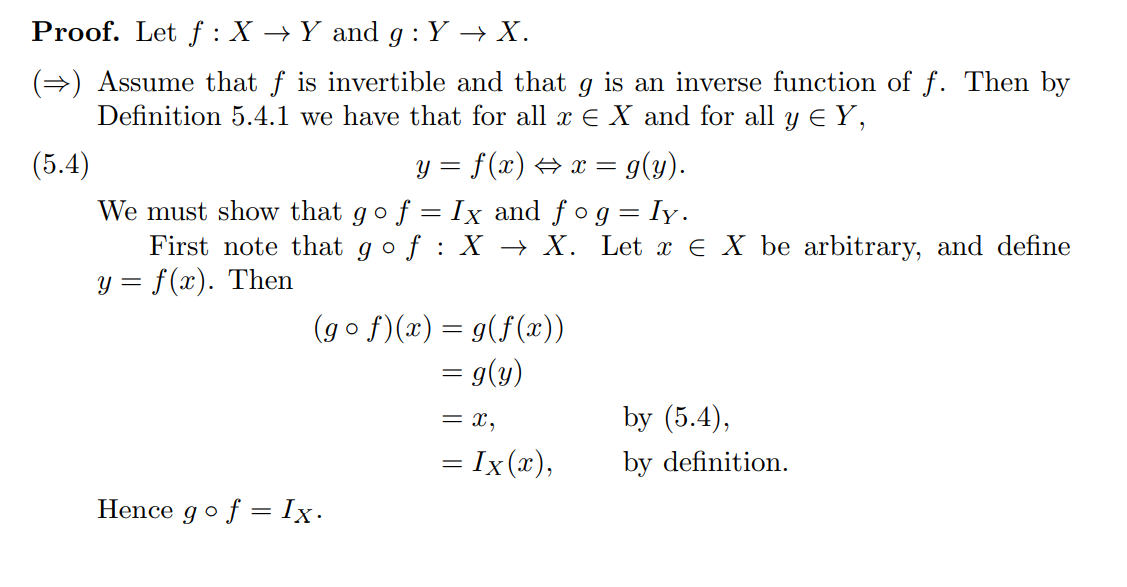 Proof. Let f : X → Y and g : Y → X.
(⇒) Assume that f is invertible and that g is an inverse function of f. Then by
Definition 5.4.1 we have that for all x ∈ X and for all y ∈ Y,
(5.4) y = f(x) ⇔ x = g(y).
We must show that g ∘ f = I_X and f ∘ g = I_Y.
First note that g ∘ f : X → X. Let x ∈ X be arbitrary, and define
y = f(x). Then
(g ∘ f)(x) = g(f(x))
= g(y)
= x, by (5.4),
= I_X(x), by definition.
Hence g ∘ f = I_X.